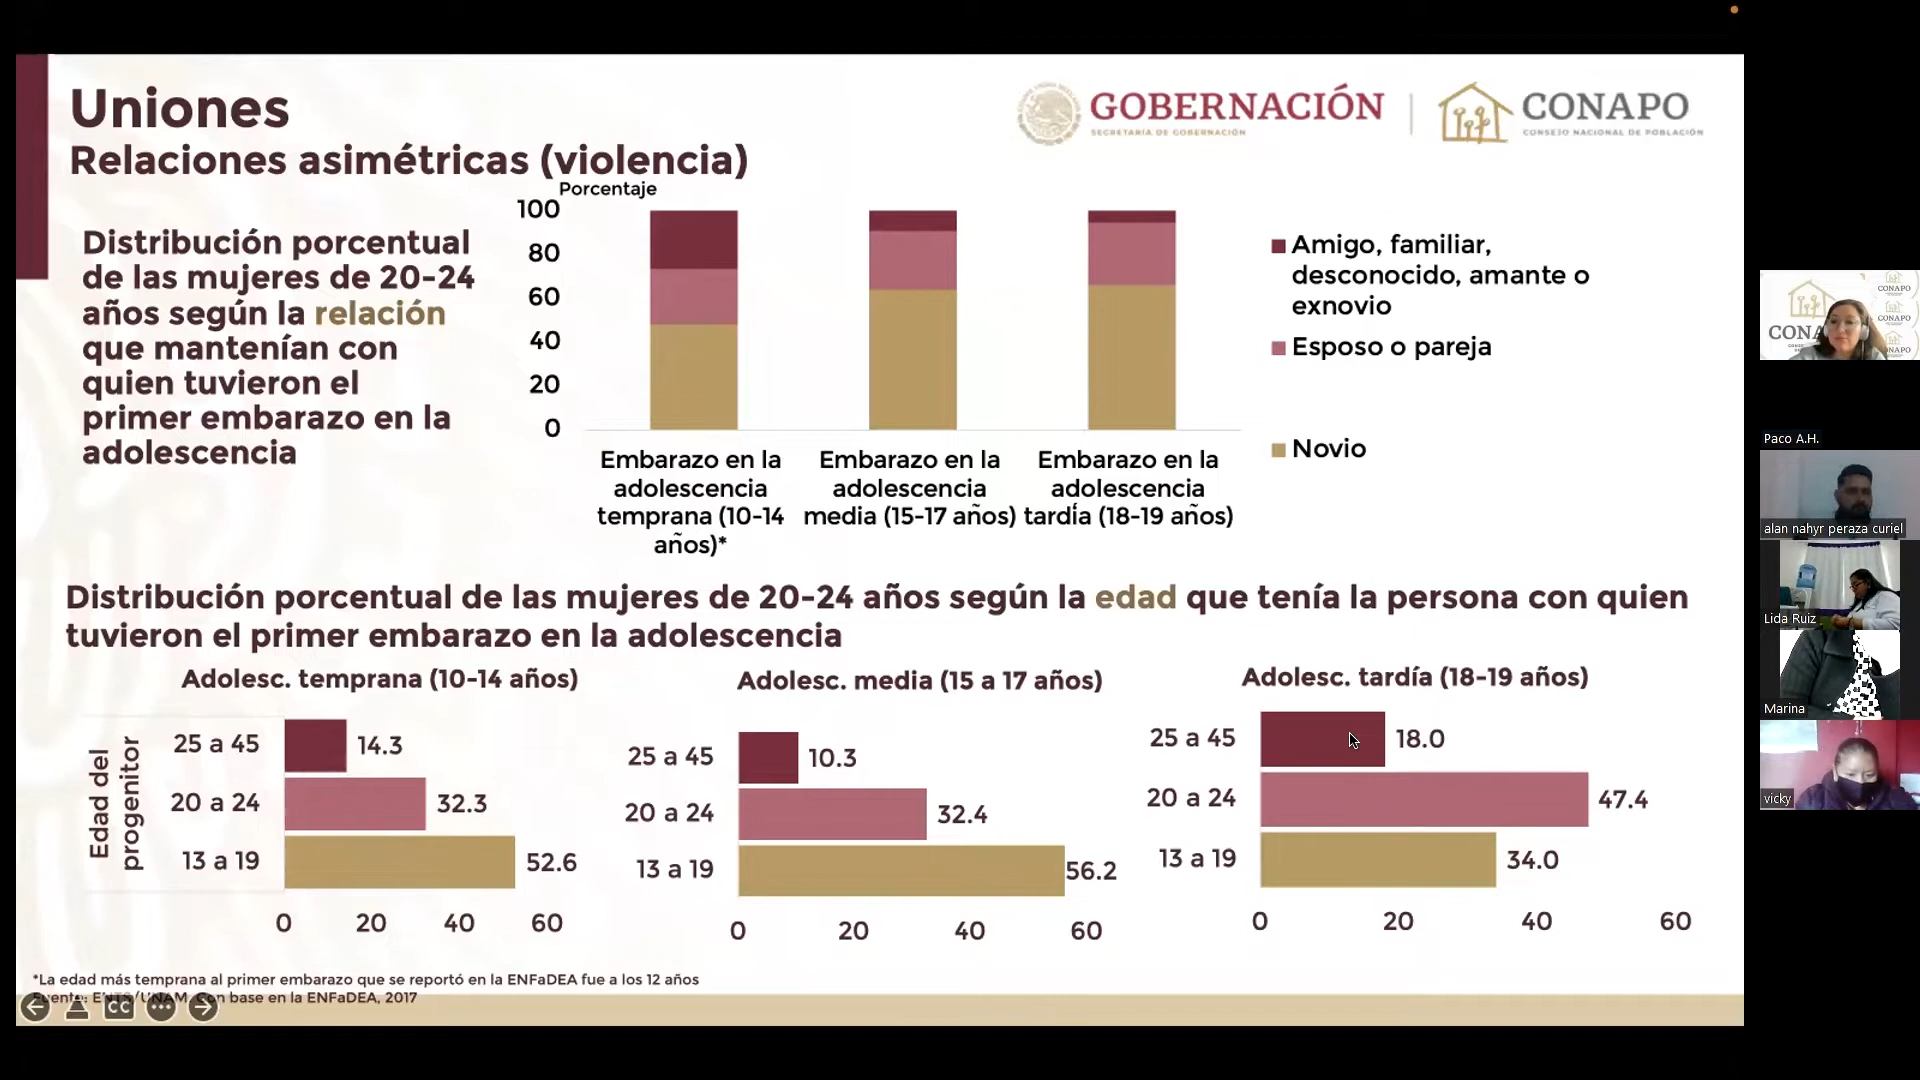 Uniones
Relaciones asimétricas (violencia)
GOBERNACIÓN
SECRETARÍA DE GOBERNACIÓN
CONAPO
CONSEJO NACIONAL DE POBLACIÓN
Distribución porcentual
de las mujeres de 20-24
años según la relación
que mantenían con
quien tuvieron el
primer embarazo en la
adolescencia
Porcentaje
100
80
60
40
20
0
Embarazo en la
adolescencia
temprana (10-14
años)*
Embarazo en la
adolescencia
media (15-17 años)
Embarazo en la
adolescencia
tardía (18-19 años)
Amigo, familiar,
desconocido, amante o
exnovio
Esposo o pareja
Novio
Distribución porcentual de las mujeres de 20-24 años según la edad que tenía la persona con quien
tuvieron el primer embarazo en la adolescencia
Adolesc. temprana (10-14 años)
Edad del
progenitor
25 a 45 14.3
20 a 24 32.3
13 a 19 52.6
0 20 40 60
Adolesc. media (15 a 17 años)
25 a 45 10.3
20 a 24 32.4
13 a 19 56.2
0 20 40 60
Adolesc. tardía (18-19 años)
25 a 45 18.0
20 a 24 47.4
13 a 19 34.0
0 20 40 60
*La edad más temprana al primer embarazo que se reportó en la ENFaDEA fue a los 12 años
Fuente: ENTS/UNAM. Con base en la ENFaDEA, 2017
CC
CONAPO
CONAPO
Paco A.H.
alan nahyr peraza curiel
Lida Ruiz
Marina
vicky